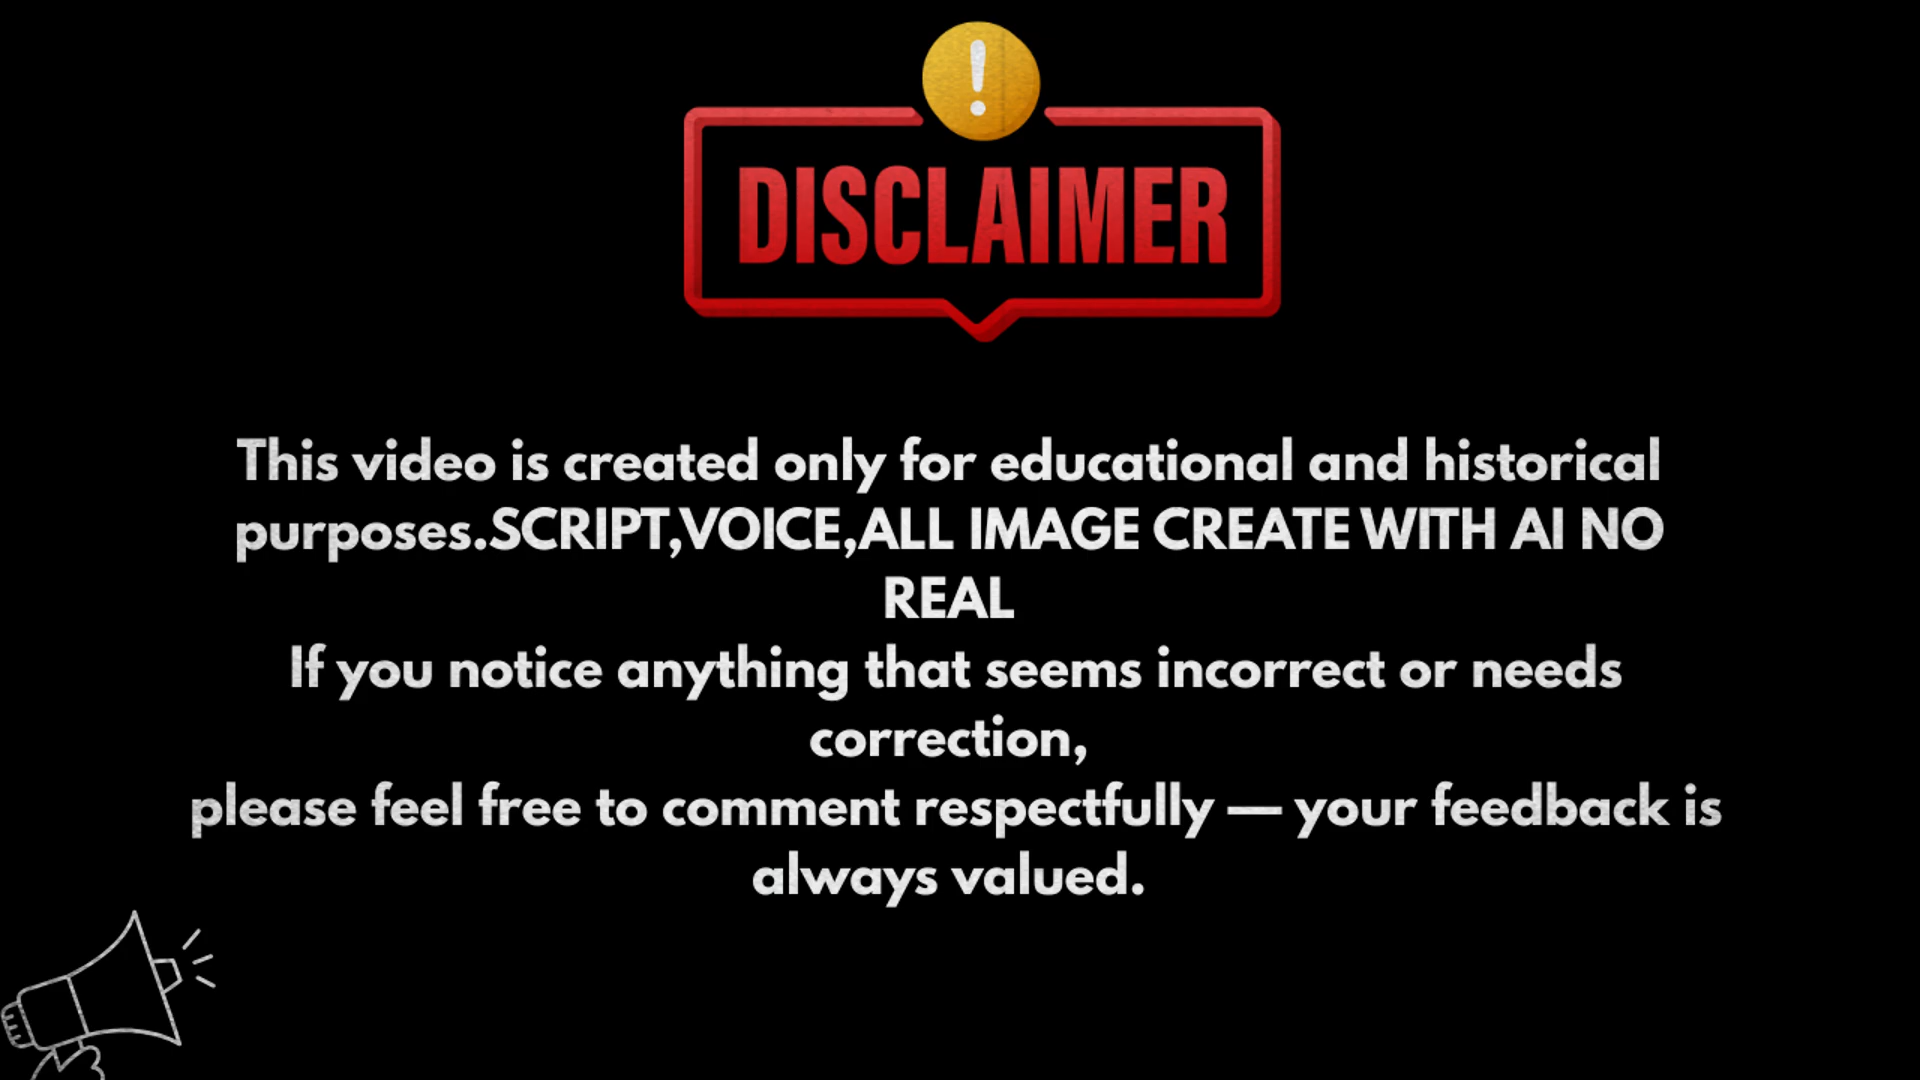 !
DISCLAIMER
This video is created only for educational and historical
purposes.SCRIPT,VOICE,ALL IMAGE CREATE WITH AI NO
REAL
If you notice anything that seems incorrect or needs
correction,
please feel free to comment respectfully — your feedback is
always valued.